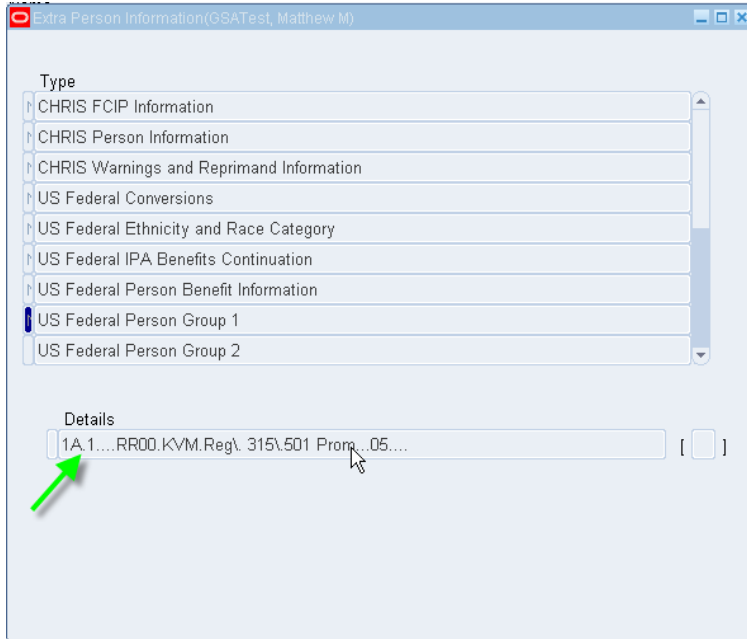 Extra Person Information(GSATest, Matthew M)
Type
CHRIS FCIP Information
CHRIS Person Information
CHRIS Warnings and Reprimand Information
US Federal Conversions
US Federal Ethnicity and Race Category
US Federal IPA Benefits Continuation
US Federal Person Benefit Information
US Federal Person Group 1
US Federal Person Group 2
Details
1A.1....RR00.KVM.Reg\. 315\.501 Prom...05.... [ ]